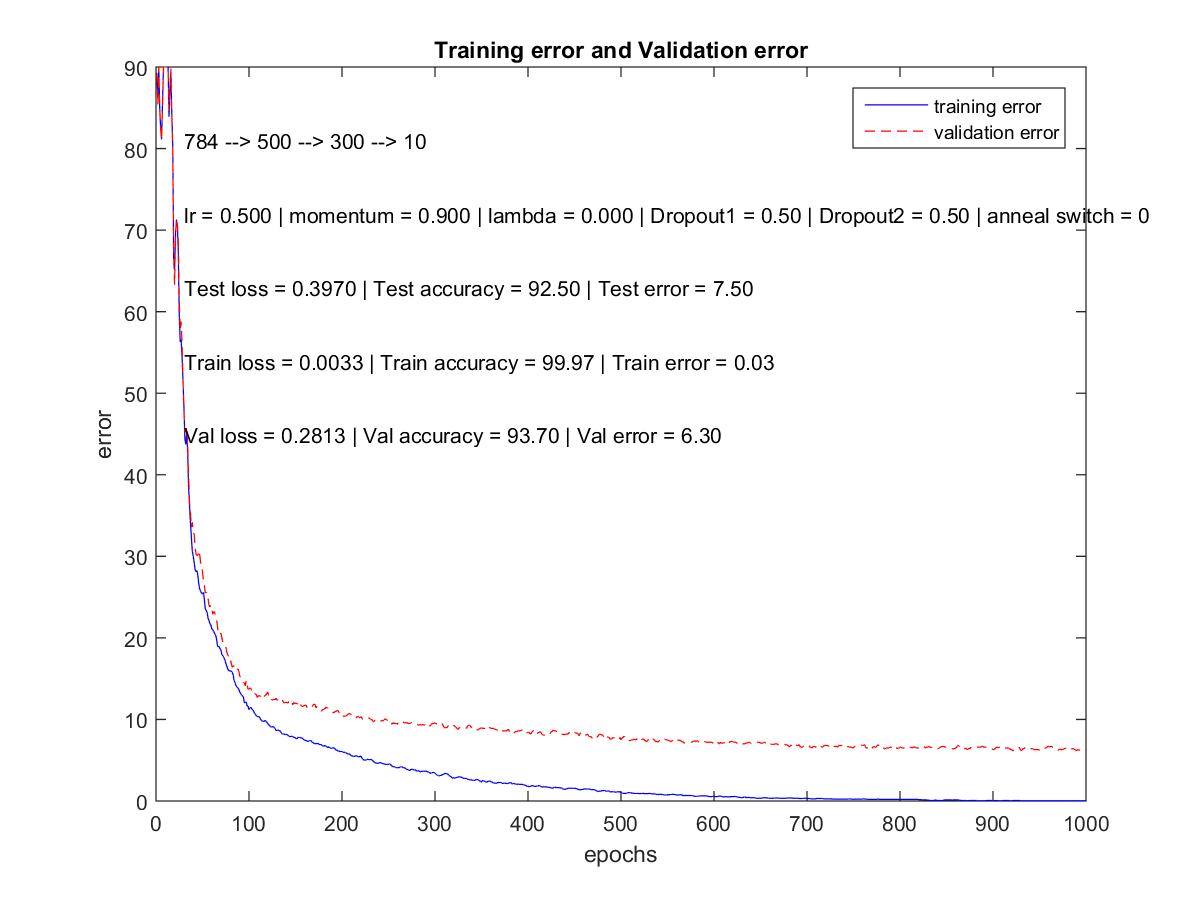 Training error and Validation error
training error
validation error
784 --> 500 --> 300 --> 10
lr = 0.500 | momentum = 0.900 | lambda = 0.000 | Dropout1 = 0.50 | Dropout2 = 0.50 | anneal switch = 0
Test loss = 0.3970 | Test accuracy = 92.50 | Test error = 7.50
Train loss = 0.0033 | Train accuracy = 99.97 | Train error = 0.03
Val loss = 0.2813 | Val accuracy = 93.70 | Val error = 6.30
error
90
80
70
60
50
40
30
20
10
0
0 100 200 300 400 500 600 700 800 900 1000
epochs